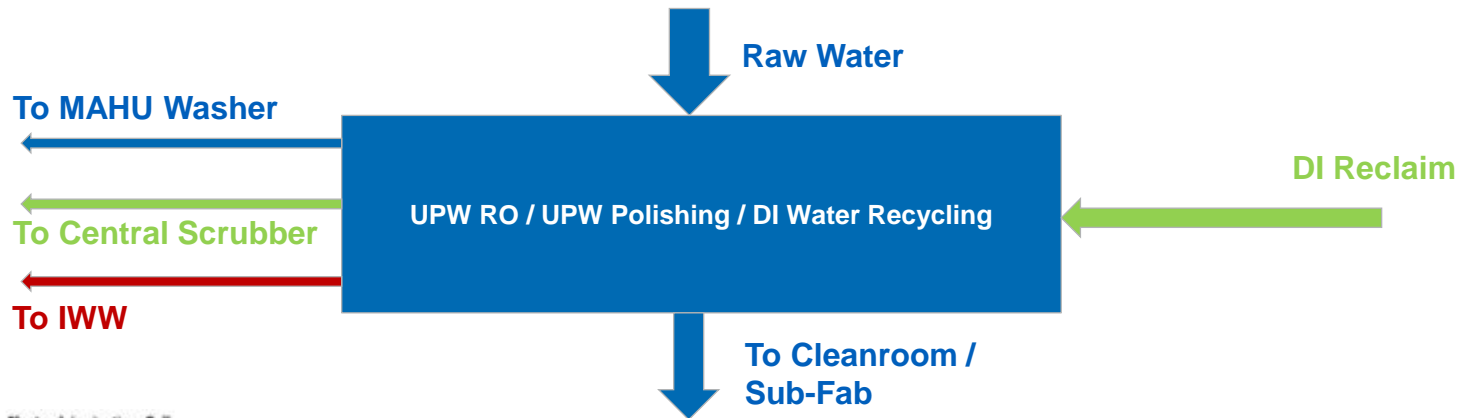 Raw Water
To MAHU Washer
DI Reclaim
UPW RO / UPW Polishing / DI Water Recycling
To Central Scrubber
To IWW
To Cleanroom /
Sub-Fab